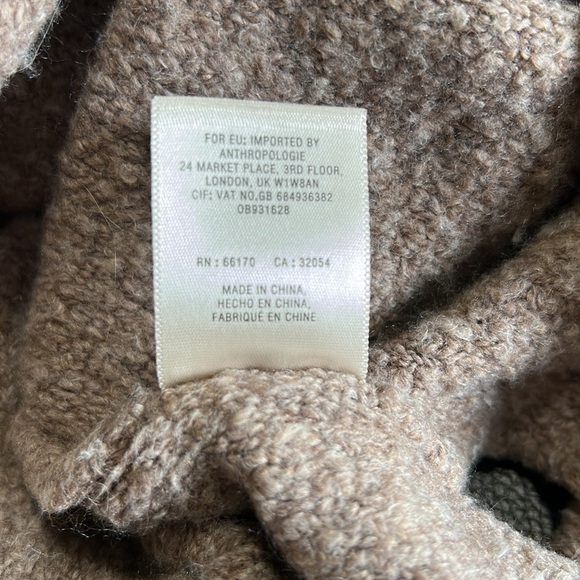 FOR EU: IMPORTED BY
ANTHROPOLOGIE
24 MARKET PLACE, 3RD FLOOR,
LONDON, UK W1W8AN
CIF: VAT NO.GB 684936382
OB931628
RN : 66170 CA : 32054
MADE IN CHINA,
HECHO EN CHINA,
FABRIQUÉ EN CHINE